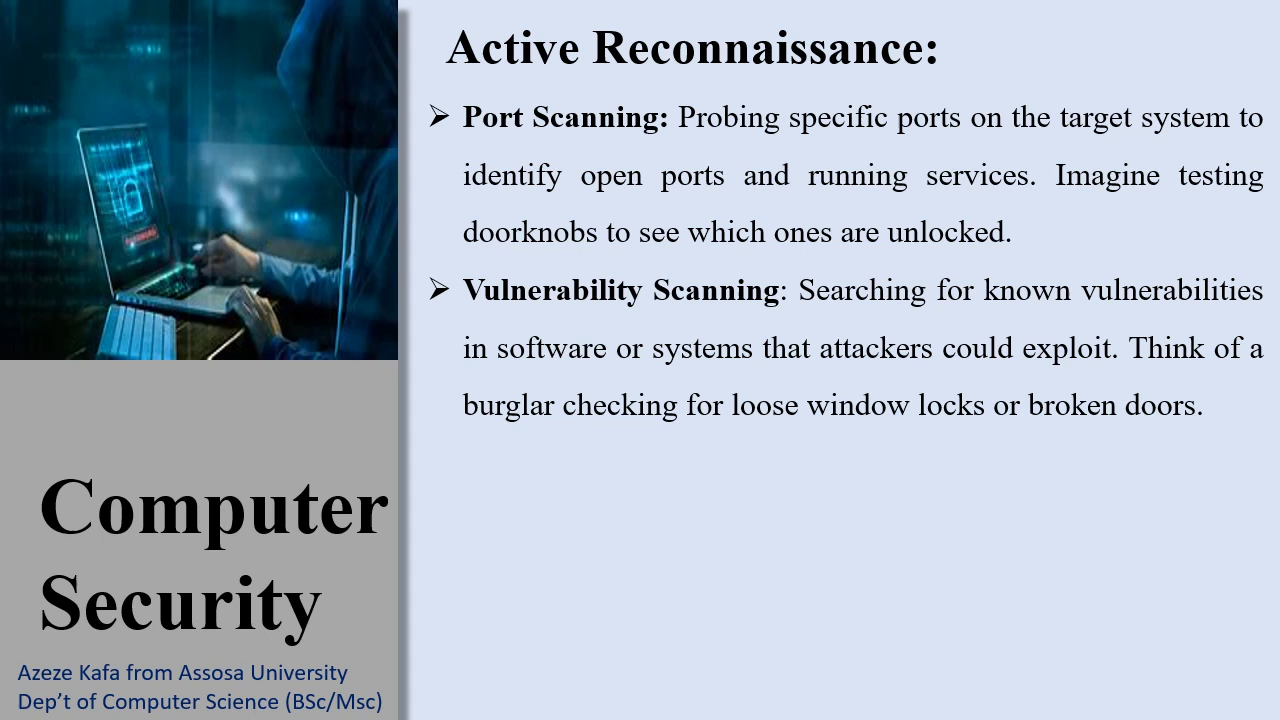 Active Reconnaissance:
➢ Port Scanning: Probing specific ports on the target system to
identify open ports and running services. Imagine testing
doorknobs to see which ones are unlocked.
➢ Vulnerability Scanning: Searching for known vulnerabilities
in software or systems that attackers could exploit. Think of a
burglar checking for loose window locks or broken doors.
Computer
Security
Azeze Kafa from Assosa University
Dep’t of Computer Science (BSc/Msc)